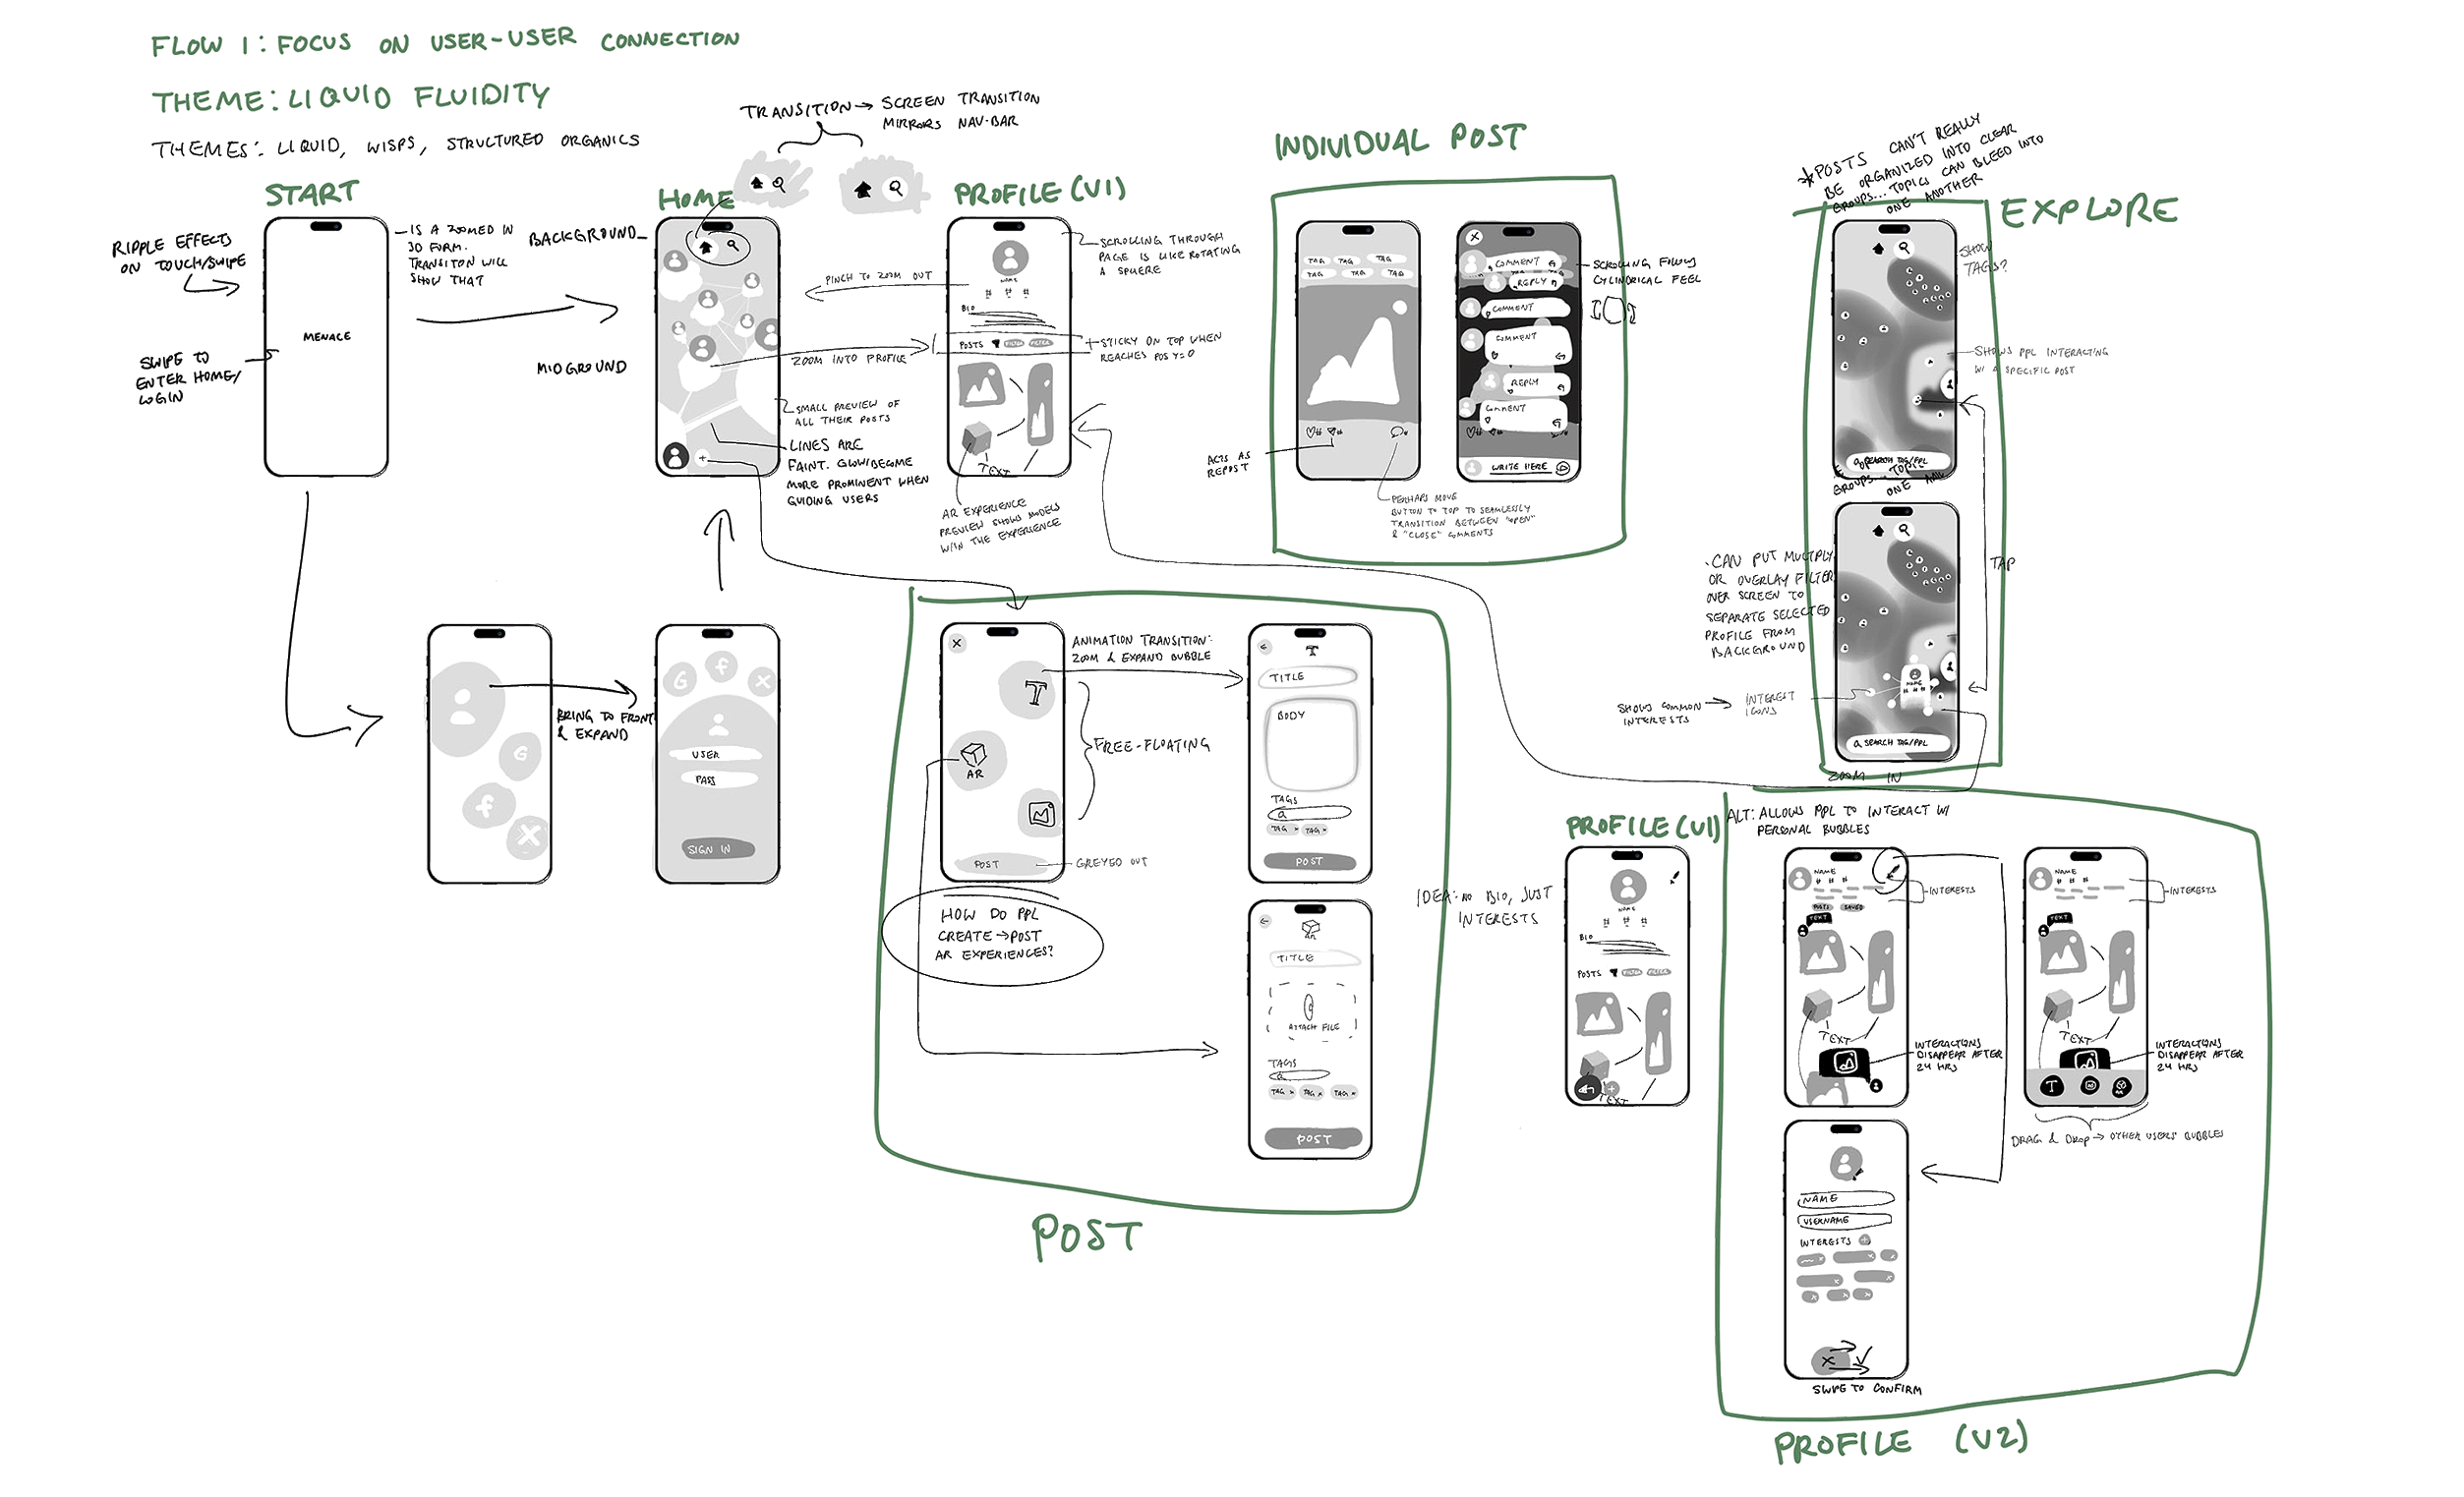 FLOW 1: FOCUS ON USER-USER CONNECTION
THEME: LIQUID FLUIDITY
THEMES: LIQUID, WISPS, STRUCTURED ORGANICS
TRANSITION → SCREEN TRANSITION
MIRRORS NAV-BAR
START
RIPPLE EFFECTS
ON TOUCH/SWIPE
SWIPE TO
ENTER HOME/
LOGIN
MENACE
-IS A ZOOMED IN
3D FORM.
TRANSITON WILL
SHOW THAT
HOME
BACKGROUND
MIDGROUND
PINCH TO ZOOM OUT
ZOOM INTO PROFILE
SMALL PREVIEW OF
ALL THEIR POSTS
LINES ARE
FAINT. GLOW/BECOME
MORE PROMINENT WHEN
GUIDING USERS
+
PROFILE (V1)
NAME
# # #
BIO
POSTS FILTER FILTER
TEXT
SCROLLING THROUGH
PAGE IS LIKE ROTATING
A SPHERE
STICKY ON TOP WHEN
REACHES POS Y=0
AR EXPERIENCE
PREVIEW SHOWS MODELS
W/IN THE EXPERIENCE
INDIVIDUAL POST
TAG TAG TAG
TAG TAG TAG
ACTS AS
REPOST
X
COMMENT
REPLY
COMMENT
COMMENT
REPLY
COMMENT
WRITE HERE
SCROLLING FOLLOWS
CYLINDRICAL FEEL
PERHAPS MOVE
BUTTON TO TOP TO SEAMLESSLY
TRANSITION BETWEEN "OPEN"
& "CLOSE" COMMENTS
*POSTS CAN'T REALLY
BE ORGANIZED INTO CLEAR
GROUPS... TOPICS CAN BLEED INTO
ONE ANOTHER
EXPLORE
SHOW
TAGS?
SHOWS PPL INTERACTING
W/ A SPECIFIC POST
SEARCH TAG/PPL
GROUPS... TOPIC
ONE AN
TAP
·CAN PUT MULTIPLY
OR OVERLAY FILTER
OVER SCREEN TO
SEPARATE SELECTED
PROFILE FROM
BACKGROUND
SHOWS COMMON
INTERESTS
→ INTEREST
ICONS
NAME
# # #
SEARCH TAG/PPL
ZOOM IN
G
f
X
BRING TO FRONT
& EXPAND
G f X
USER
PASS
SIGN IN
X
T
AR
POST
ANIMATION TRANSITION:
ZOOM & EXPAND BUBBLE
FREE-FLOATING
GREYED OUT
HOW DO PPL
CREATE → POST
AR EXPERIENCES?
T
TITLE
BODY
TAGS
TAG × TAG ×
POST
AR
TITLE
ATTACH FILE
TAGS
TAG × TAG × TAG ×
POST
POST
PROFILE (V1)
IDEA: NO BIO, JUST
INTERESTS
NAME
# # #
BIO
POSTS FILTER FILTER
+
TEXT
ALT: ALLOWS PPL TO INTERACT W/
PERSONAL BUBBLES
NAME
# # #
POSTS SAVED
TEXT
INTERESTS
TEXT
INTERACTIONS
DISAPPEAR AFTER
24 HRS
NAME
# # #
TEXT
INTERESTS
TEXT
INTERACTIONS
DISAPPEAR AFTER
24 HRS
T
AR
DRAG & DROP → OTHER USERS' BUBBLES
NAME
USERNAME
INTERESTS +
X
SWIPE TO CONFIRM
PROFILE (V2)